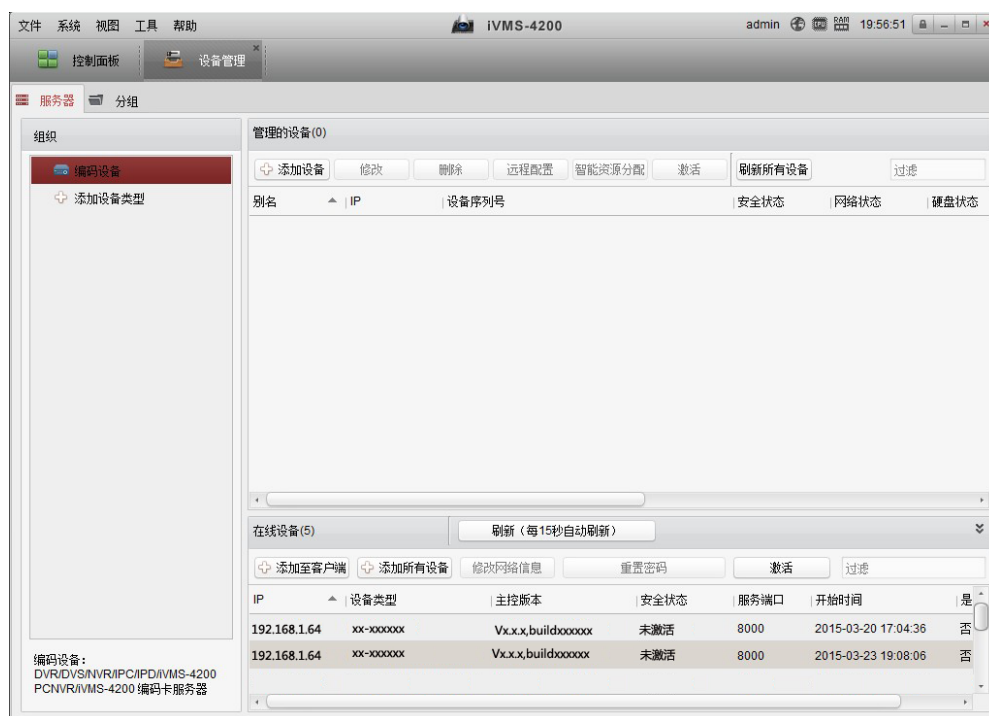 文件 系统 视图 工具 帮助 iVMS-4200 admin CPU RAM 19:56:51
控制面板 设备管理
服务器 分组
组织 管理的设备(0)
编码设备 添加设备 修改 删除 远程配置 智能资源分配 激活 刷新所有设备 过滤
添加设备类型 别名 IP 设备序列号 安全状态 网络状态 硬盘状态
在线设备(5) 刷新（每15秒自动刷新）
添加至客户端 添加所有设备 修改网络信息 重置密码 激活 过滤
IP 设备类型 主控版本 安全状态 服务端口 开始时间 是
192.168.1.64 xx-xxxxxx Vx.x.x,buildxxxxxx 未激活 8000 2015-03-20 17:04:36 否
192.168.1.64 xx-xxxxxx Vx.x.x,buildxxxxxx 未激活 8000 2015-03-23 19:08:06 否
编码设备：
DVR/DVS/NVR/IPC/IPD/iVMS-4200
PCNVR/iVMS-4200 编码卡服务器